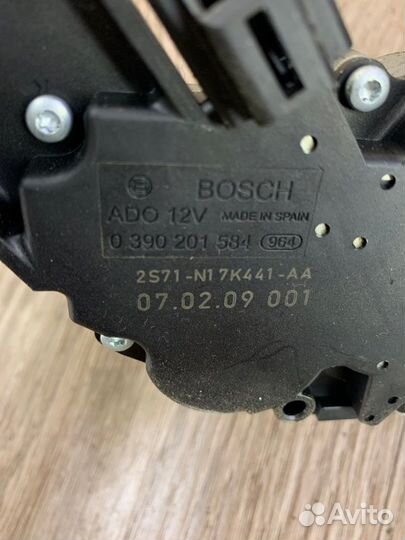 BOSCH
ADO 12V MADE IN SPAIN
0 390 201 584 964
2S71-N17K441-AA
07.02.09 001
Avito